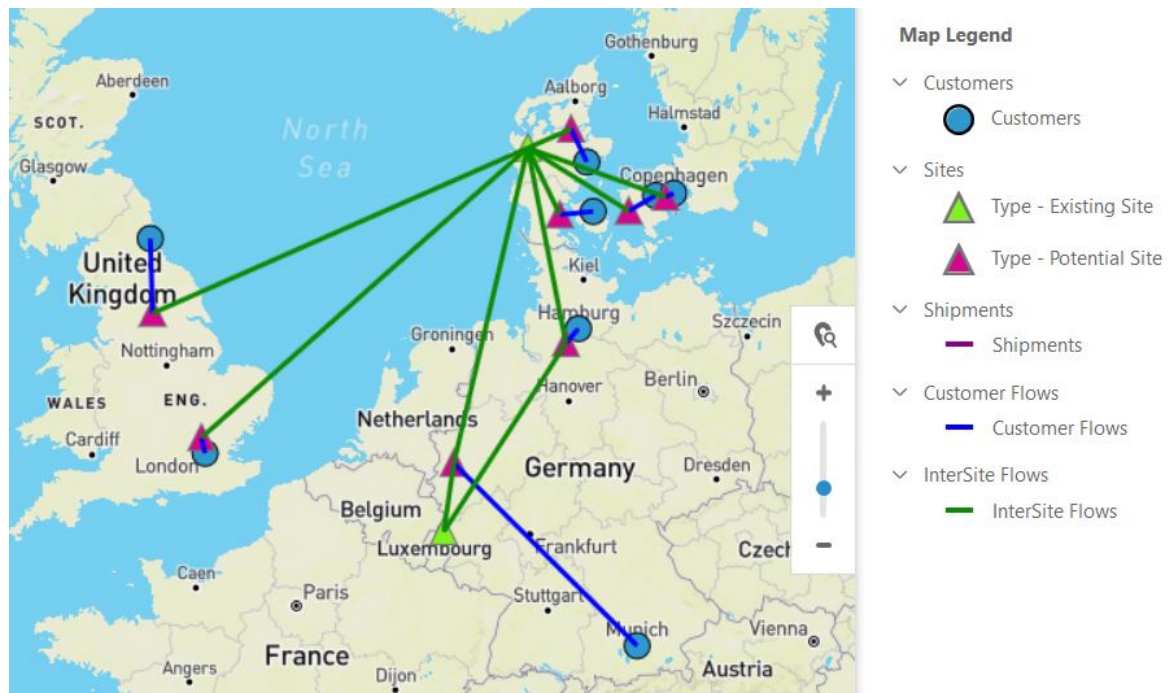 Gothenburg
Aberdeen
Aalborg
SCOT.
North
Sea
Halmstad
Glasgow
Copenhagen
United
Kingdom
Kiel
Hamburg
Szczecin
Groningen
Nottingham
Hanover
Berlin
WALES
ENG.
Netherlands
Cardiff
London
Germany
Dresden
Belgium
Luxembourg
Frankfurt
Czech
Caen
Paris
Stuttgart
Munich
Vienna
France
Austria
Angers
Dijon
Map Legend
Customers
Customers
Sites
Type - Existing Site
Type - Potential Site
Shipments
Shipments
Customer Flows
Customer Flows
InterSite Flows
InterSite Flows